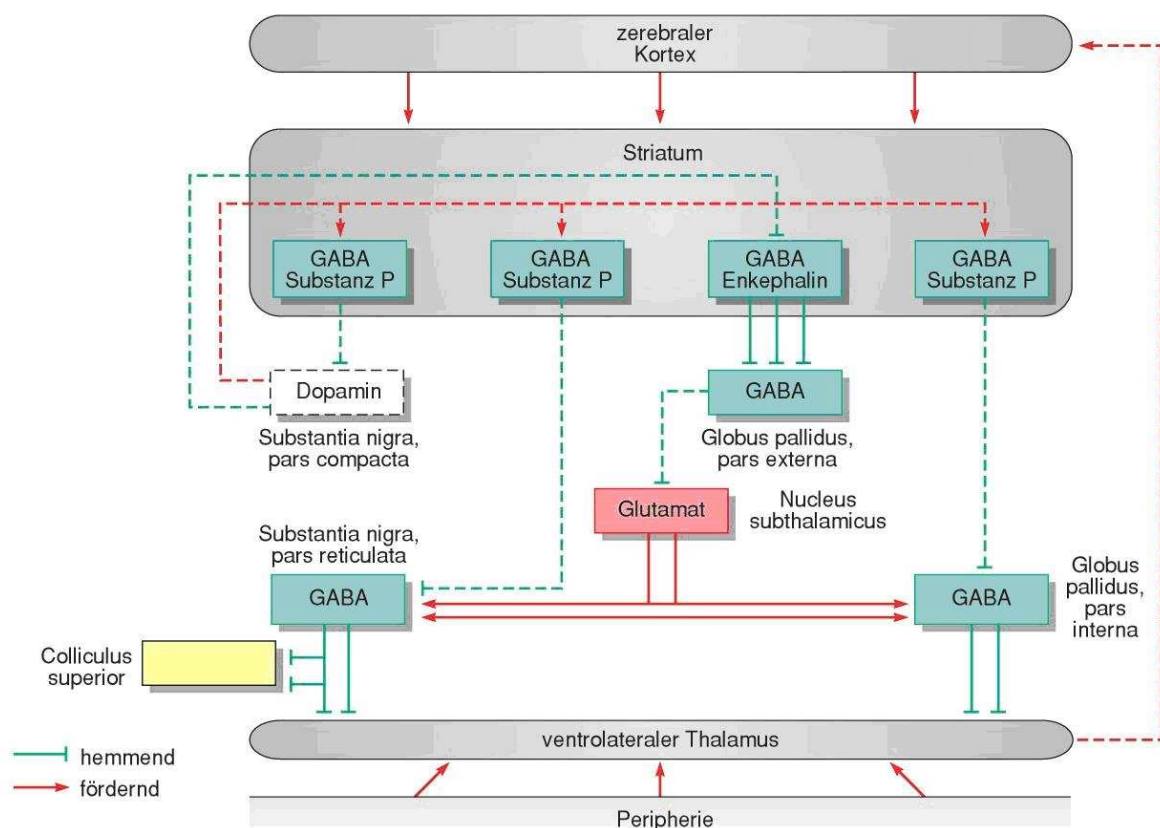 zerebraler
Kortex
Striatum
GABA
Substanz P
GABA
Substanz P
GABA
Enkephalin
GABA
Substanz P
Dopamin
Substantia nigra,
pars compacta
GABA
Globus pallidus,
pars externa
Glutamat
Nucleus
subthalamicus
Substantia nigra,
pars reticulata
GABA
GABA
Globus
pallidus,
pars
interna
Colliculus
superior
ventrolateraler Thalamus
hemmend
fördernd
Peripherie